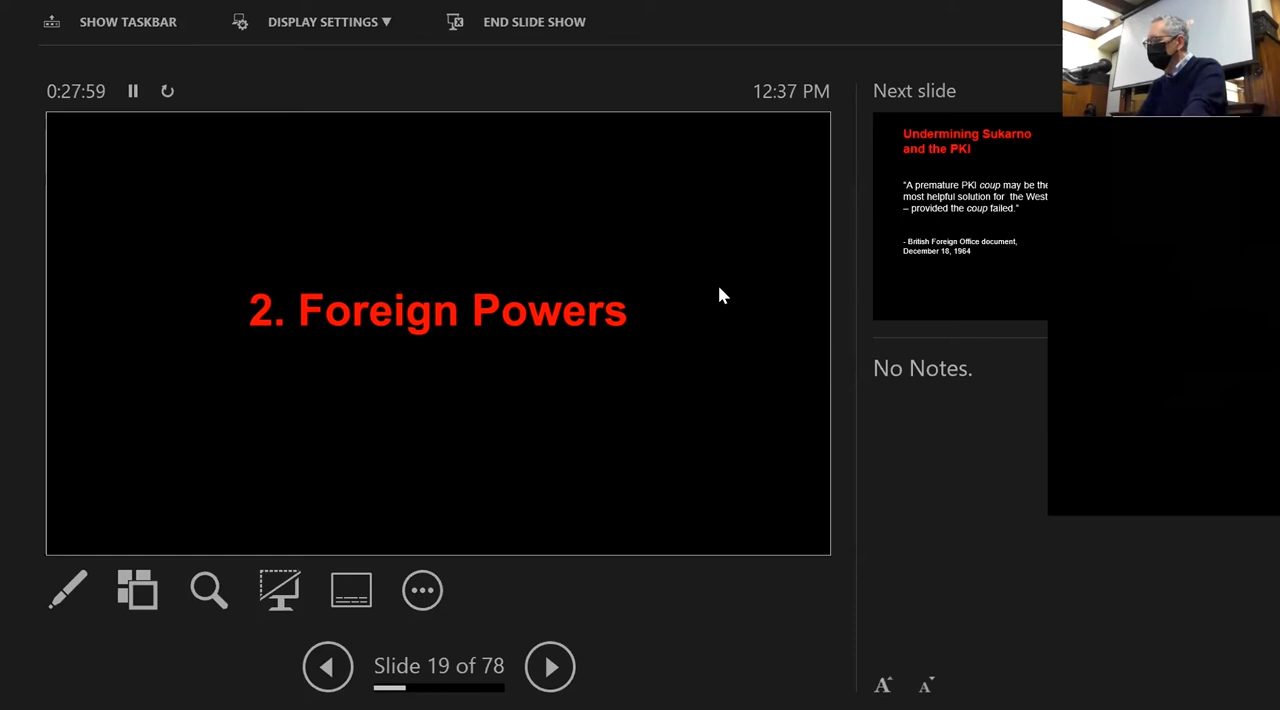 SHOW TASKBAR
DISPLAY SETTINGS ▼
END SLIDE SHOW
0:27:59
12:37 PM
Next slide
2. Foreign Powers
Undermining Sukarno
and the PKI
"A premature PKI coup may be the
most helpful solution for the West
– provided the coup failed."
- British Foreign Office document,
December 18, 1964
No Notes.
Slide 19 of 78
A
A